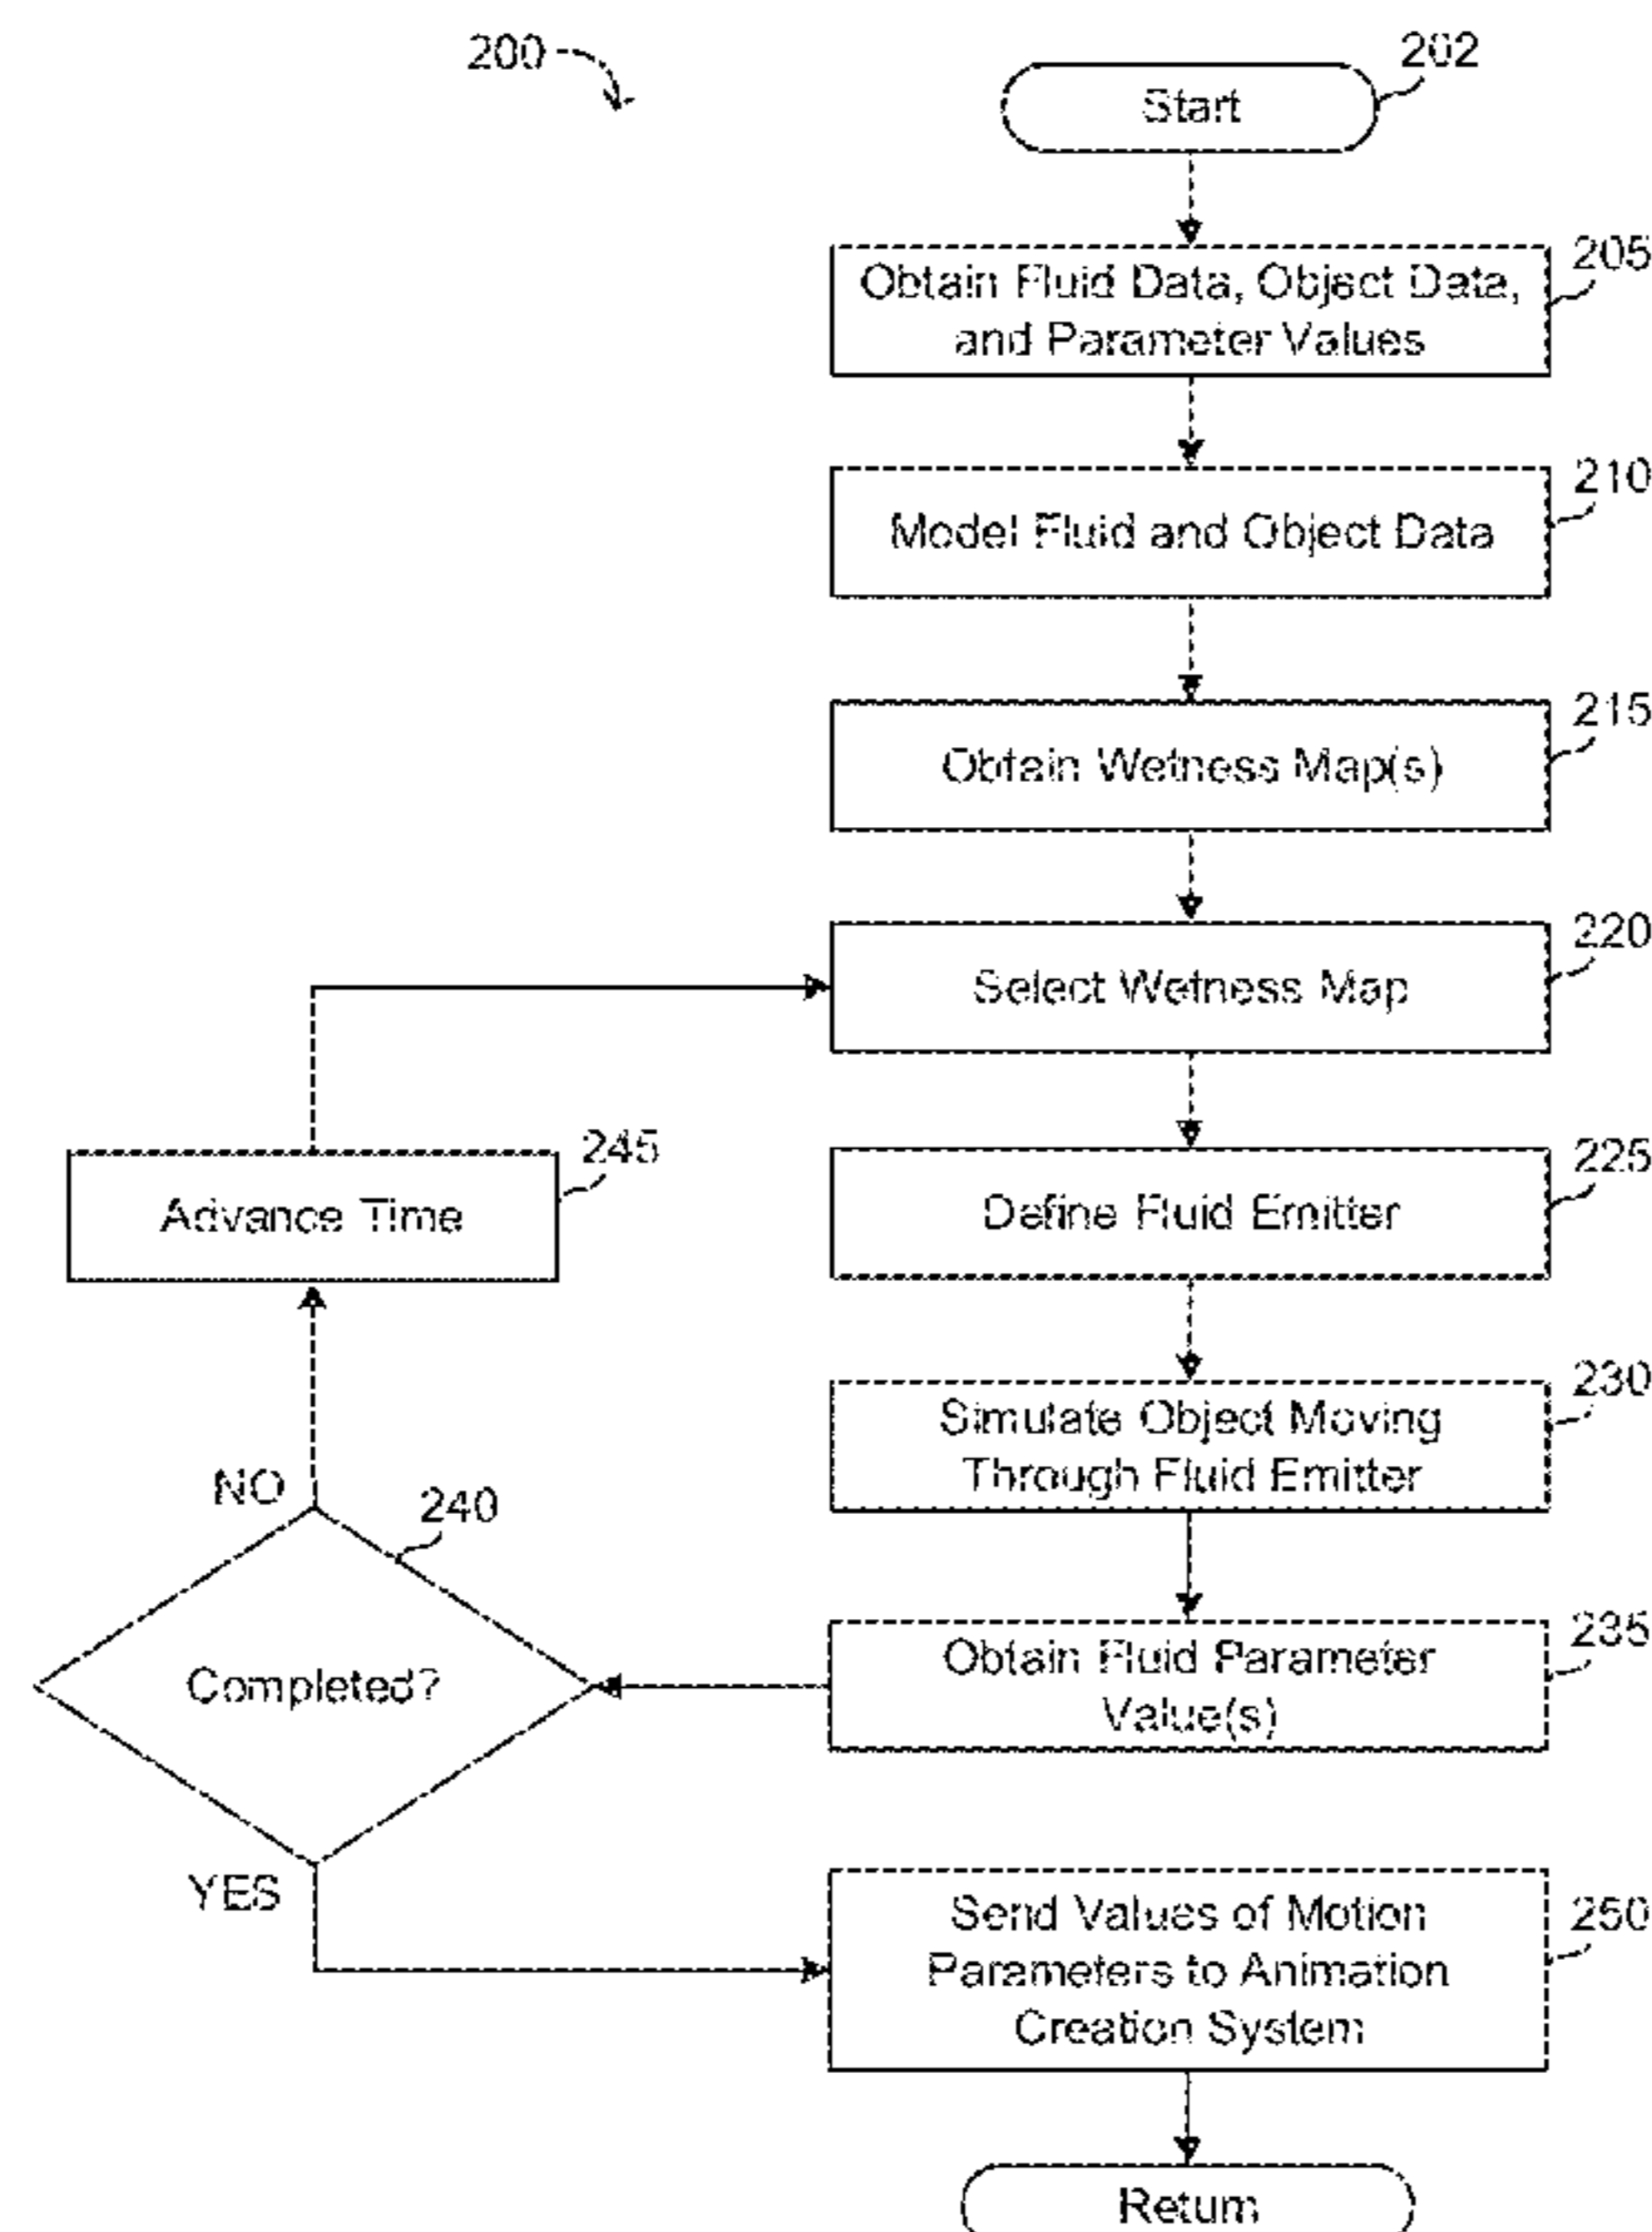 200
Start
202
Obtain Fluid Data, Object Data,
and Parameter Values
205
Model Fluid and Object Data
210
Obtain Wetness Map(s)
215
Select Wetness Map
220
Advance Time
245
Define Fluid Emitter
225
Simulate Object Moving
Through Fluid Emitter
230
NO
240
Completed?
Obtain Fluid Parameter
Value(s)
235
YES
Send Values of Motion
Parameters to Animation
Creation System
250
Return